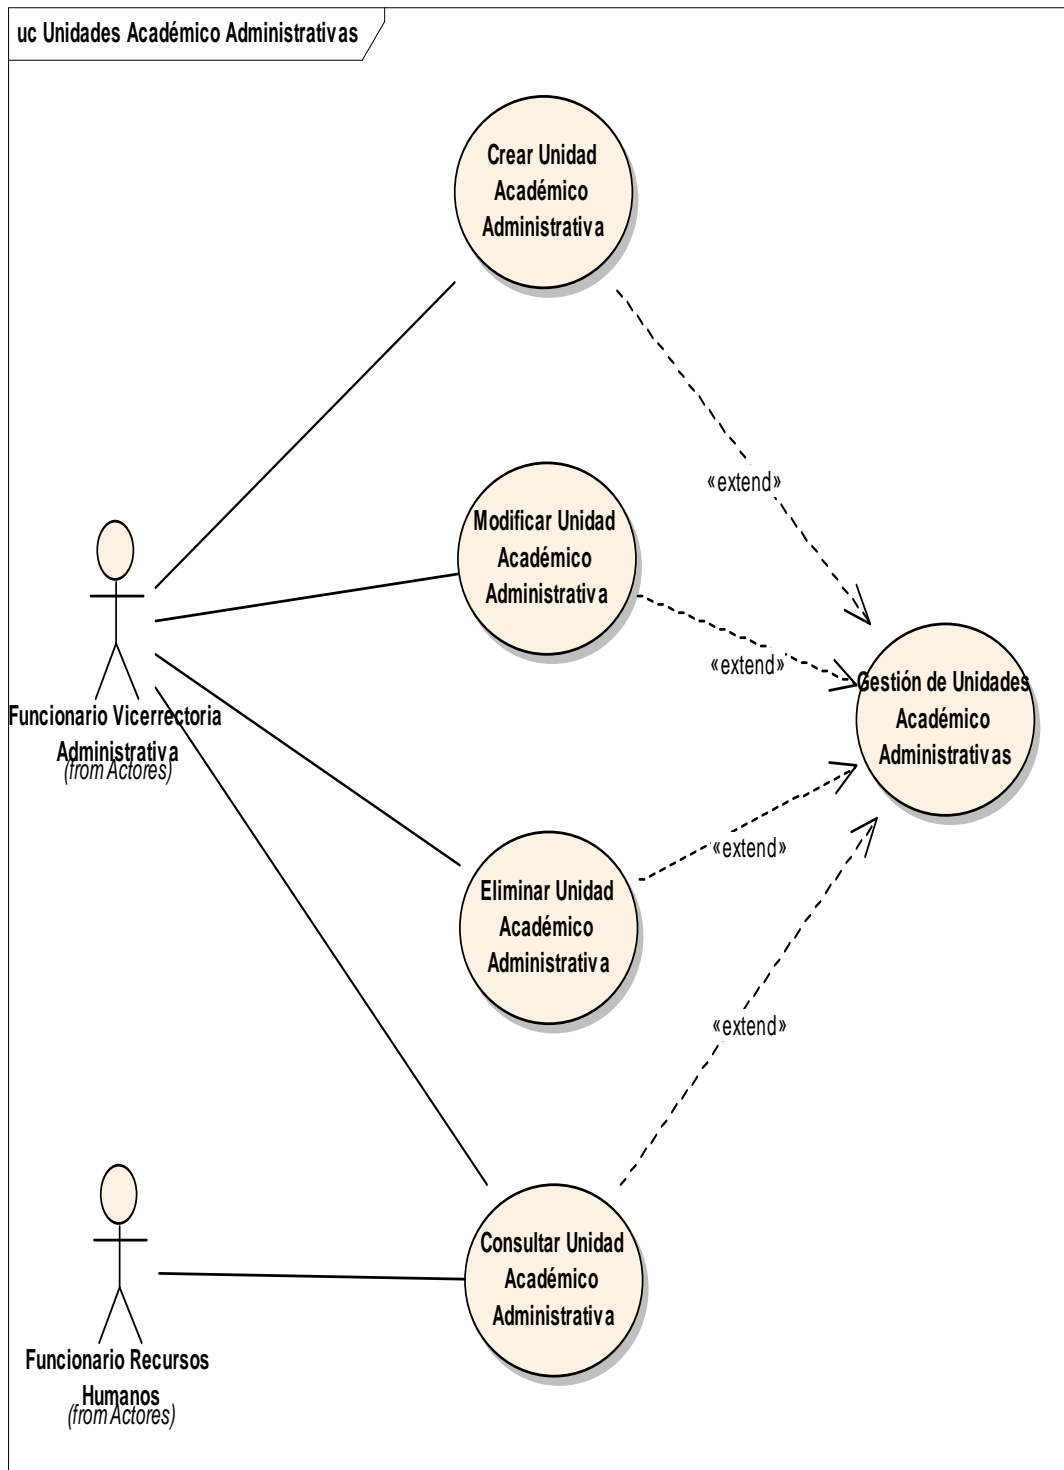 uc Unidades Académico Administrativas
Crear Unidad
Académico
Administrativa
«extend»
Modificar Unidad
Académico
Administrativa
«extend»
Gestión de Unidades
Académico
Administrativas
Funcionario Vicerrectoria
Administrativa
(from Actores)
«extend»
Eliminar Unidad
Académico
Administrativa
«extend»
Consultar Unidad
Académico
Administrativa
Funcionario Recursos
Humanos
(from Actores)